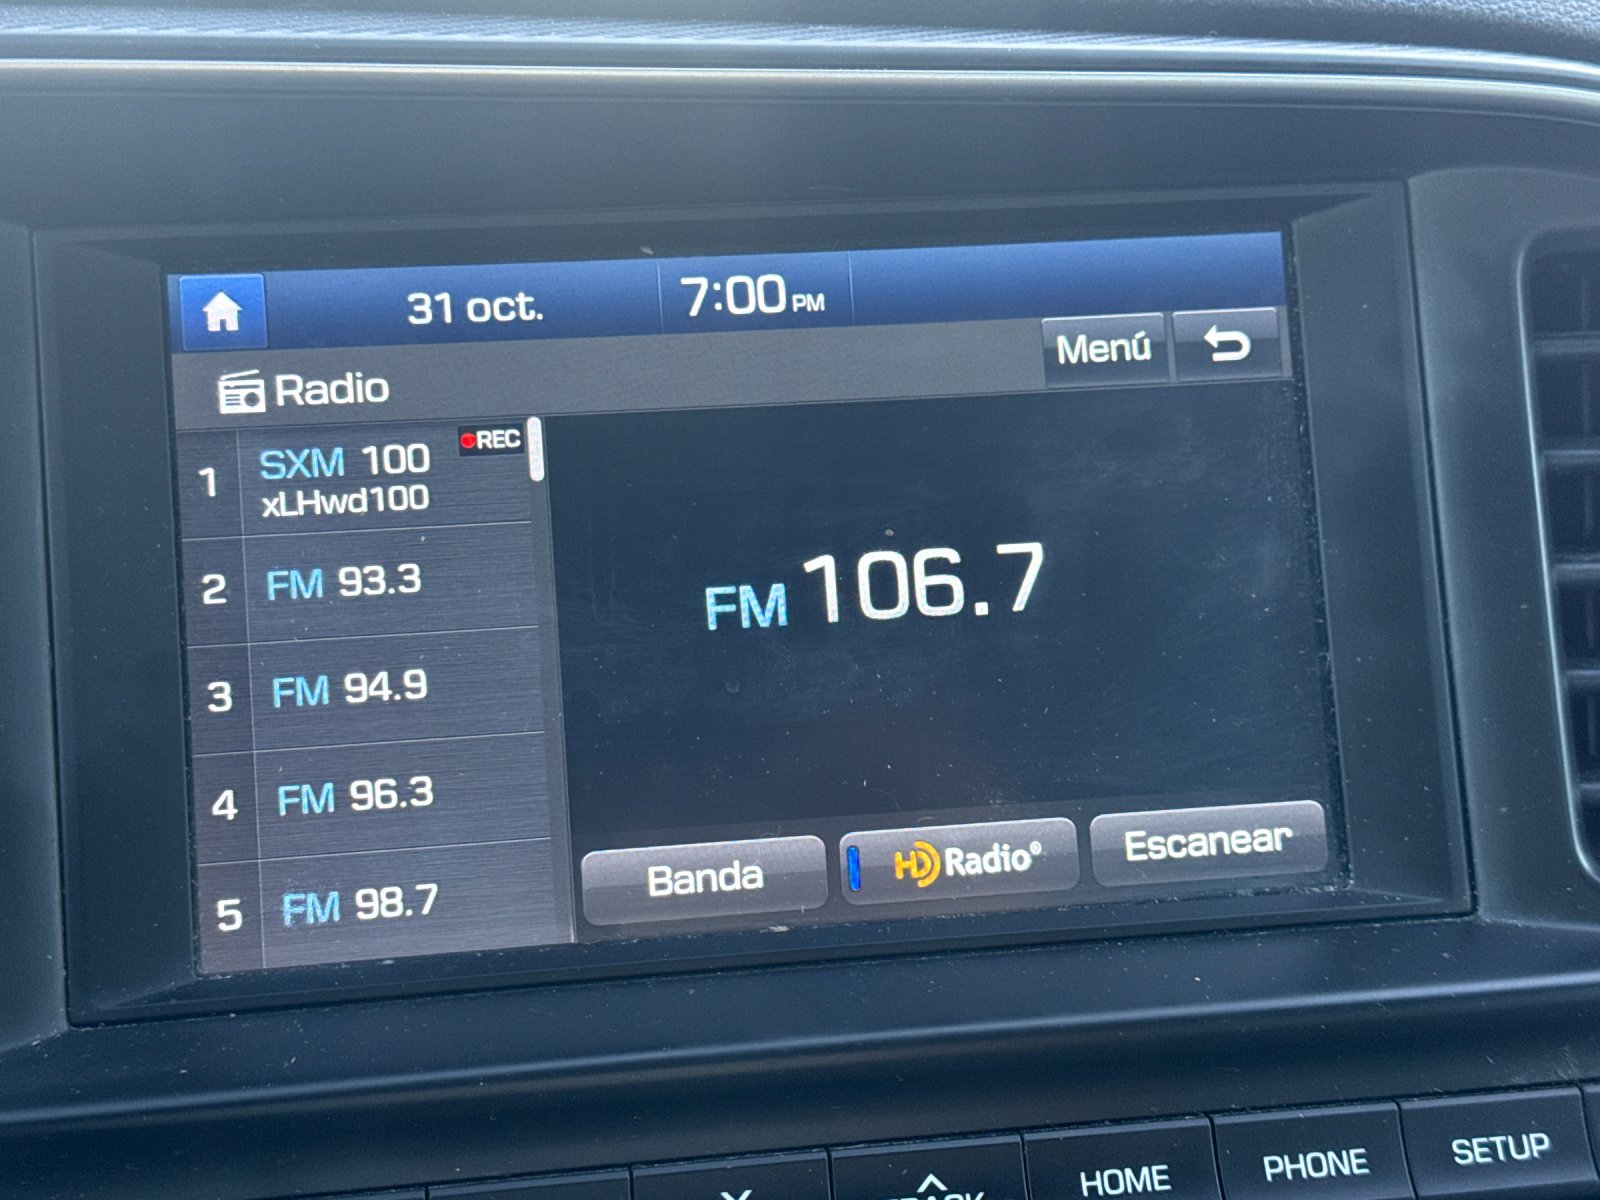 31 oct. 7:00 PM
Radio Menú
1 SXM 100 REC
xLHwd100
2 FM 93.3
3 FM 94.9
4 FM 96.3
5 FM 98.7
FM 106.7
Banda HD Radio® Escanear
TRACK HOME PHONE SETUP